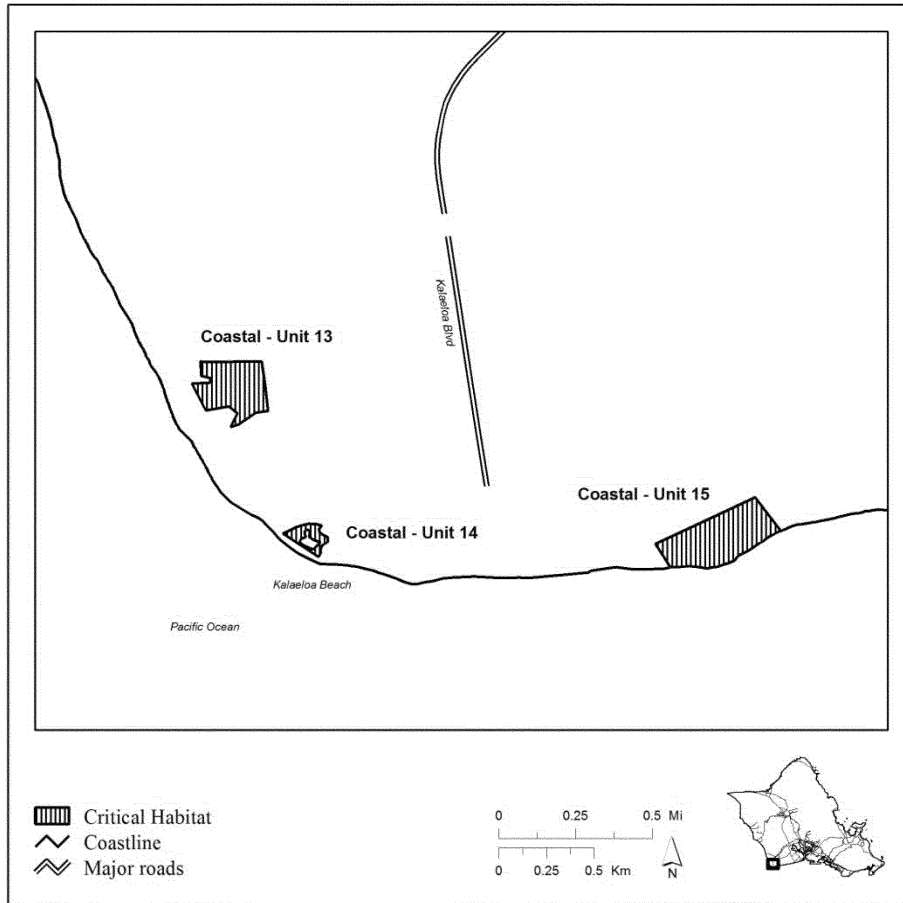 Kalaeloa Blvd
Coastal - Unit 13
Coastal - Unit 15
Coastal - Unit 14
Kalaeloa Beach
Pacific Ocean
Critical Habitat
Coastline
Major roads
0 0.25 0.5 Mi
0 0.25 0.5 Km
N